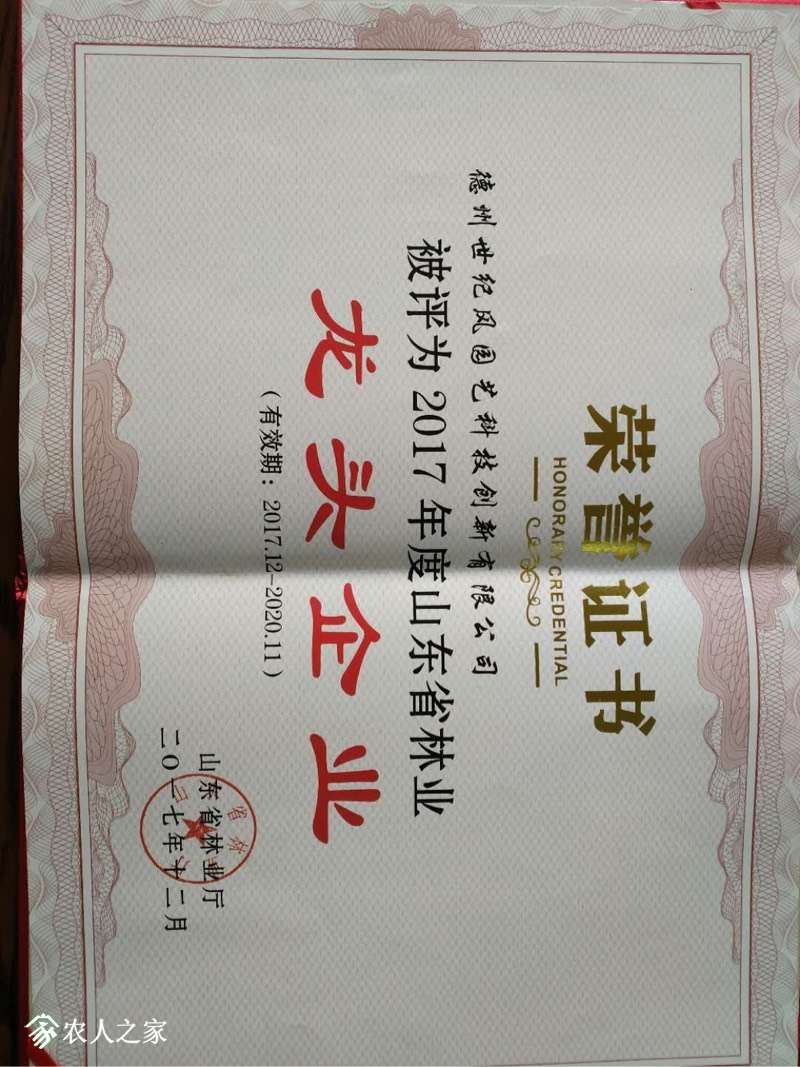 荣誉证书
HONORARY CREDENTIAL
德州世纪风园艺科技创新有限公司
被评为2017年度山东省林业
龙头企业
（有效期：2017.12-2020.11）
山东省林业厅
二〇一七年十二月
农人之家